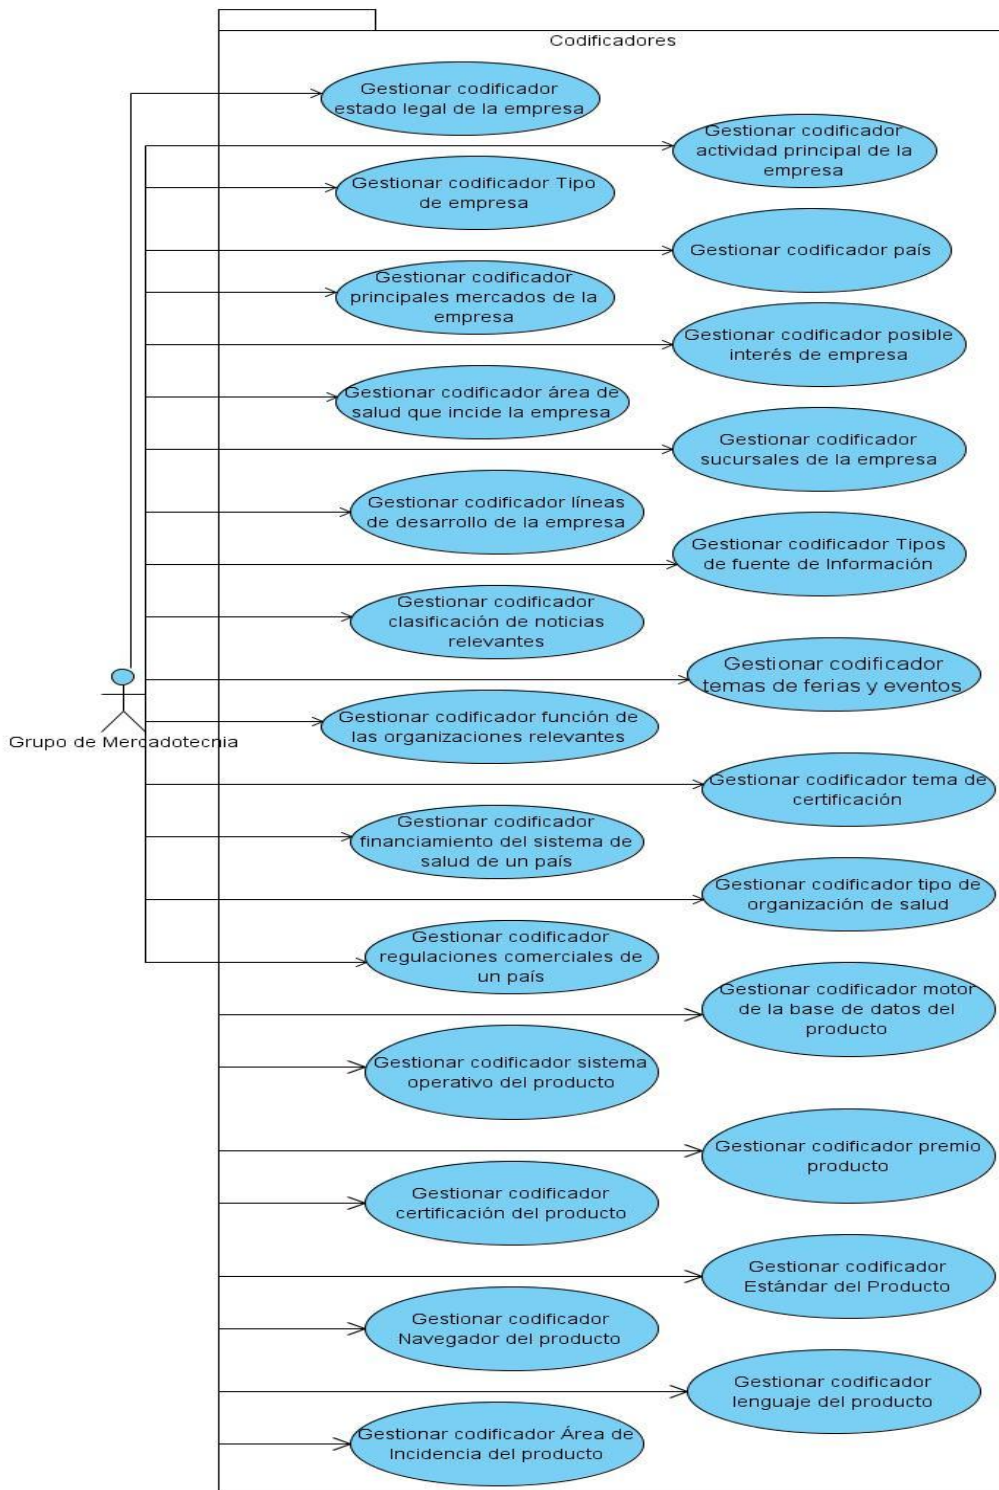 Codificadores
Gestionar codificador
estado legal de la empresa
Gestionar codificador
actividad principal de la
empresa
Gestionar codificador Tipo
de empresa
Gestionar codificador país
Gestionar codificador
principales mercados de la
empresa
Gestionar codificador posible
interés de empresa
Gestionar codificador área de
salud que incide la empresa
Gestionar codificador
sucursales de la empresa
Gestionar codificador líneas
de desarrollo de la empresa
Gestionar codificador Tipos
de fuente de Información
Gestionar codificador
clasificación de noticias
relevantes
Gestionar codificador
temas de ferias y eventos
Gestionar codificador función de
las organizaciones relevantes
Grupo de Mercadotecnia
Gestionar codificador tema de
certificación
Gestionar codificador
financiamiento del sistema de
salud de un país
Gestionar codificador tipo de
organización de salud
Gestionar codificador
regulaciones comerciales de
un país
Gestionar codificador motor
de la base de datos del
producto
Gestionar codificador sistema
operativo del producto
Gestionar codificador premio
producto
Gestionar codificador
certificación del producto
Gestionar codificador
Estándar del Producto
Gestionar codificador
Navegador del producto
Gestionar codificador
lenguaje del producto
Gestionar codificador Área de
Incidencia del producto